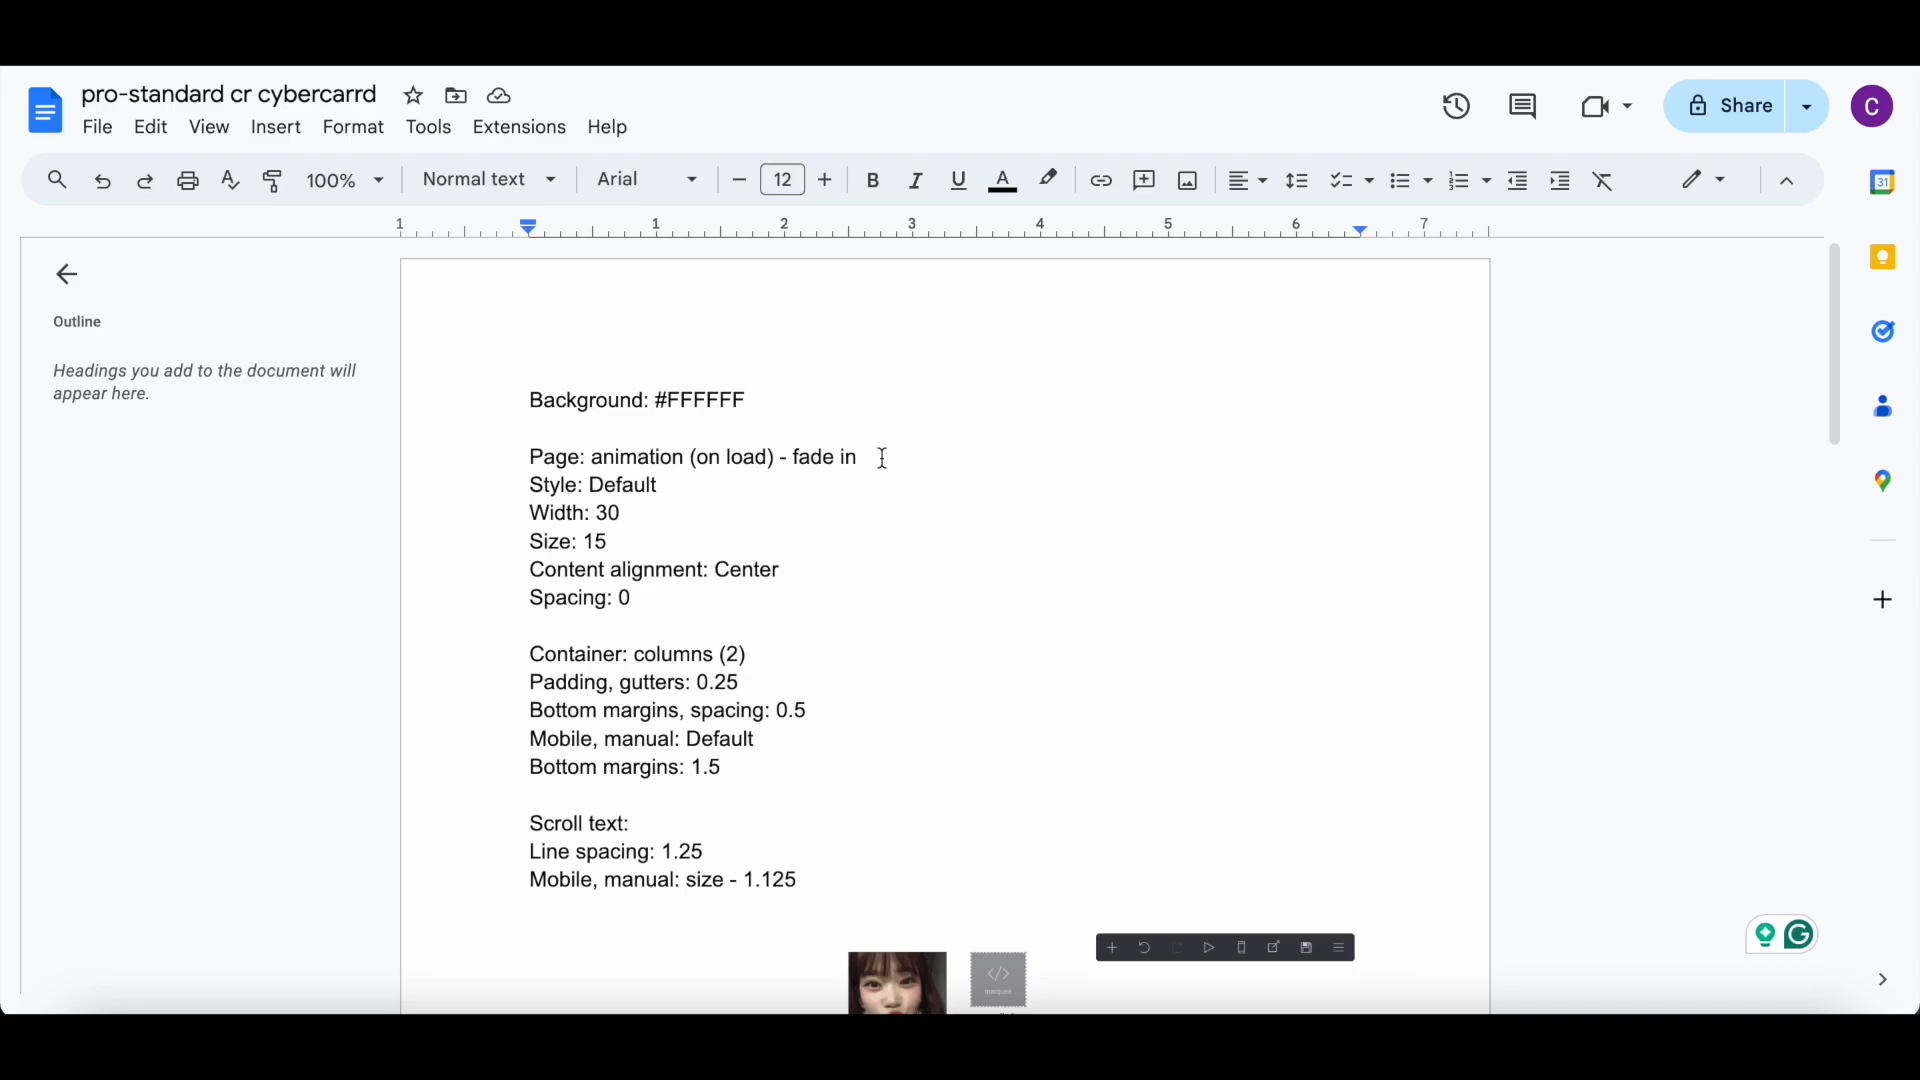 pro-standard cr cybercarrd
File Edit View Insert Format Tools Extensions Help
Share
C
100% Normal text Arial 12
31
1 1 2 3 4 5 6 7
Outline
Headings you add to the document will
appear here.
Background: #FFFFFF
Page: animation (on load) - fade in
Style: Default
Width: 30
Size: 15
Content alignment: Center
Spacing: 0
Container: columns (2)
Padding, gutters: 0.25
Bottom margins, spacing: 0.5
Mobile, manual: Default
Bottom margins: 1.5
Scroll text:
Line spacing: 1.25
Mobile, manual: size - 1.125
marquee